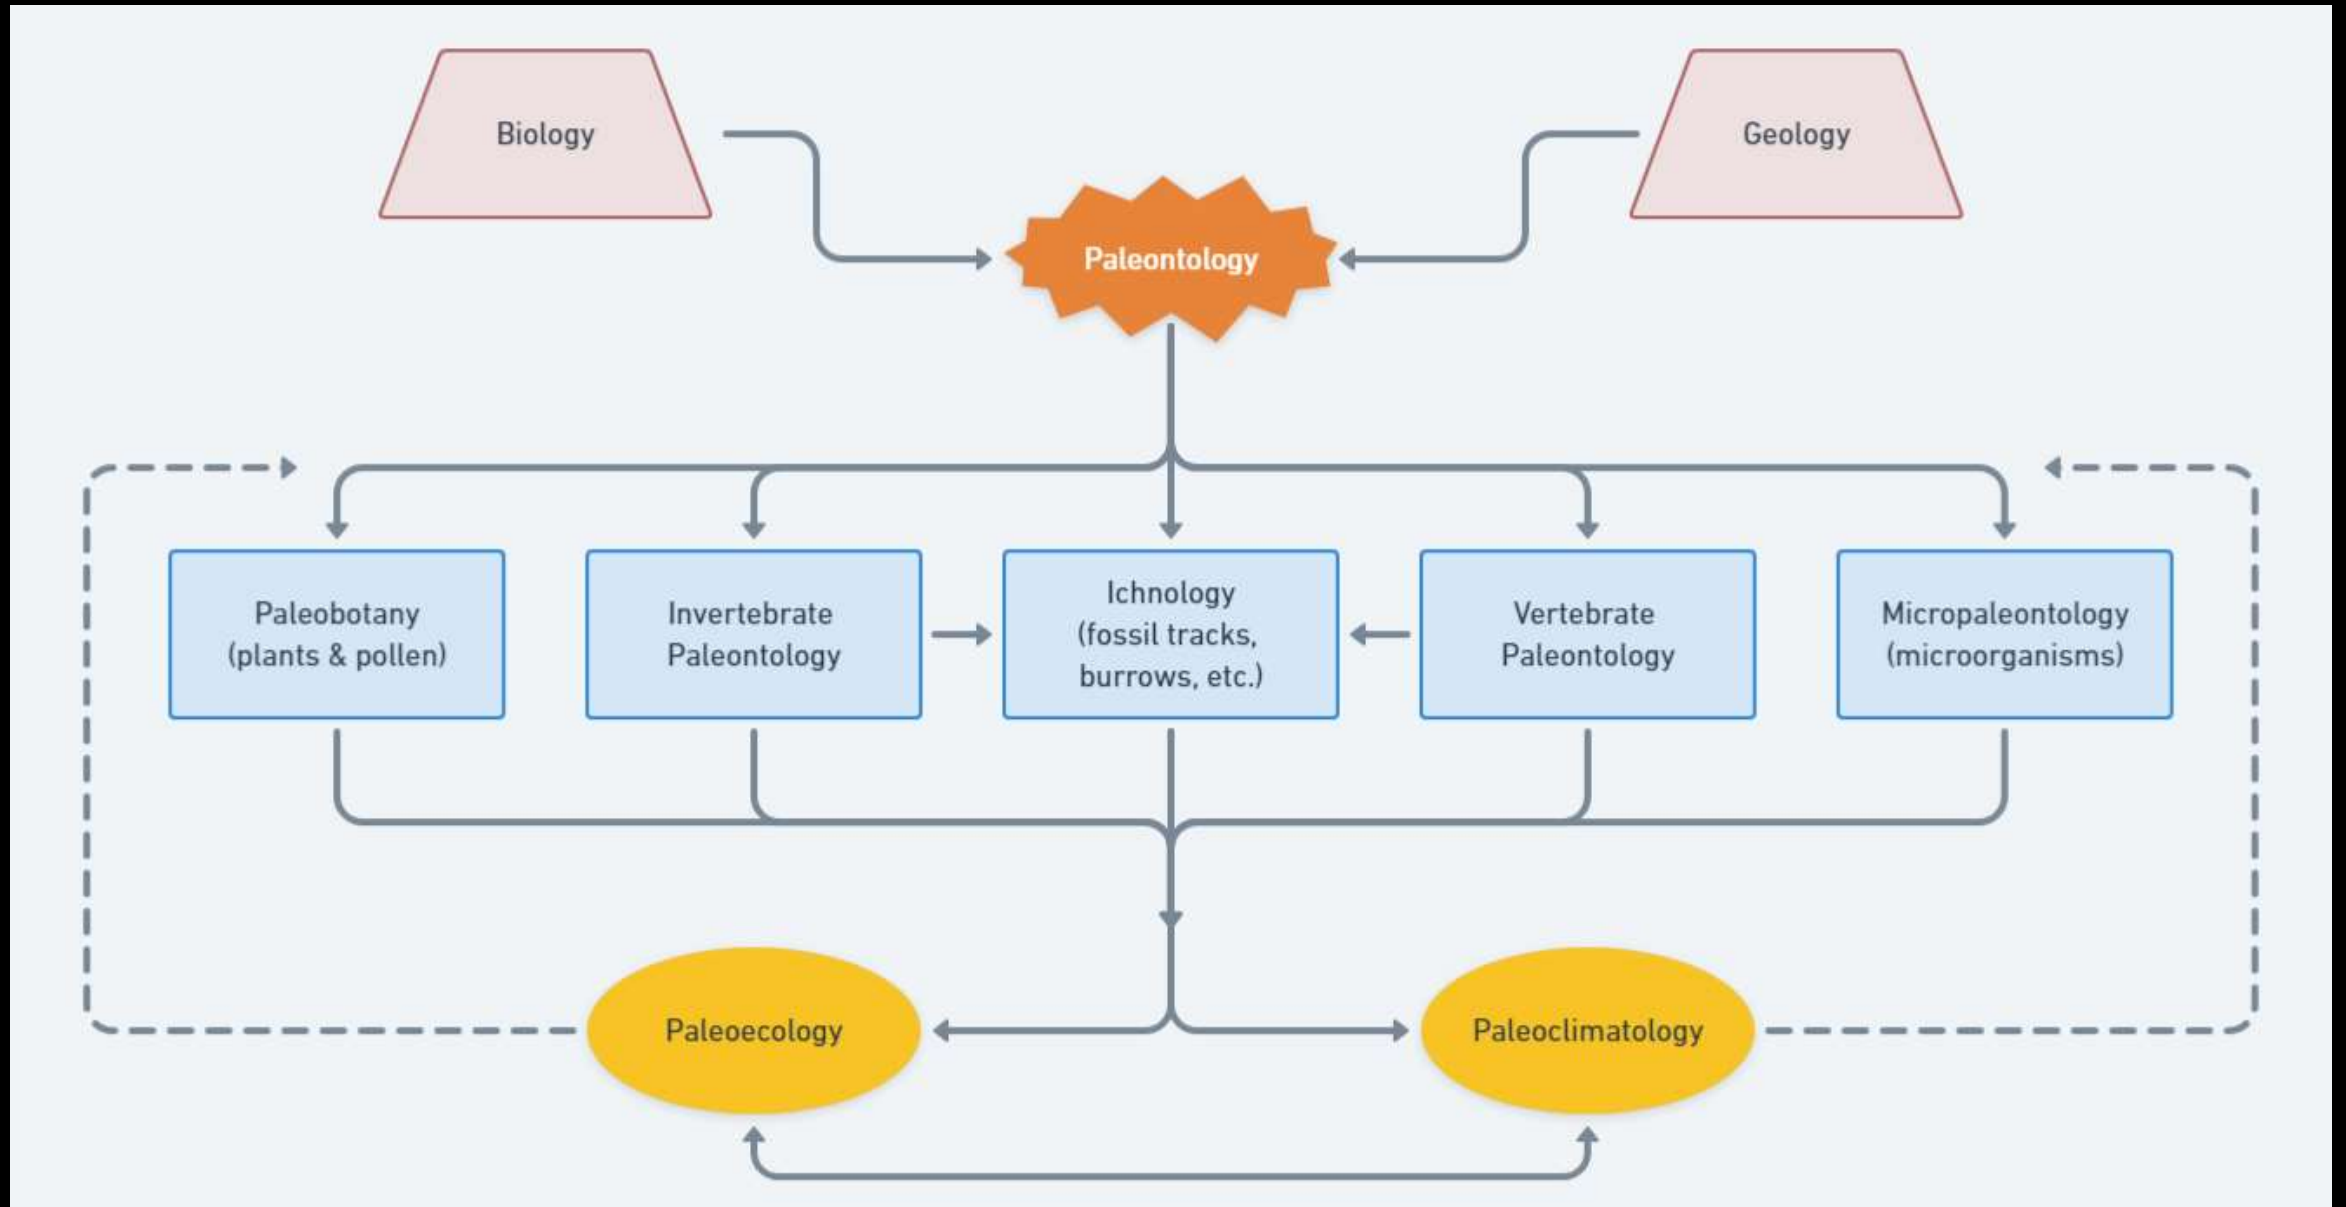 Biology
Geology
Paleontology
Paleobotany
(plants & pollen)
Invertebrate
Paleontology
Ichnology
(fossil tracks,
burrows, etc.)
Vertebrate
Paleontology
Micropaleontology
(microorganisms)
Paleoecology
Paleoclimatology